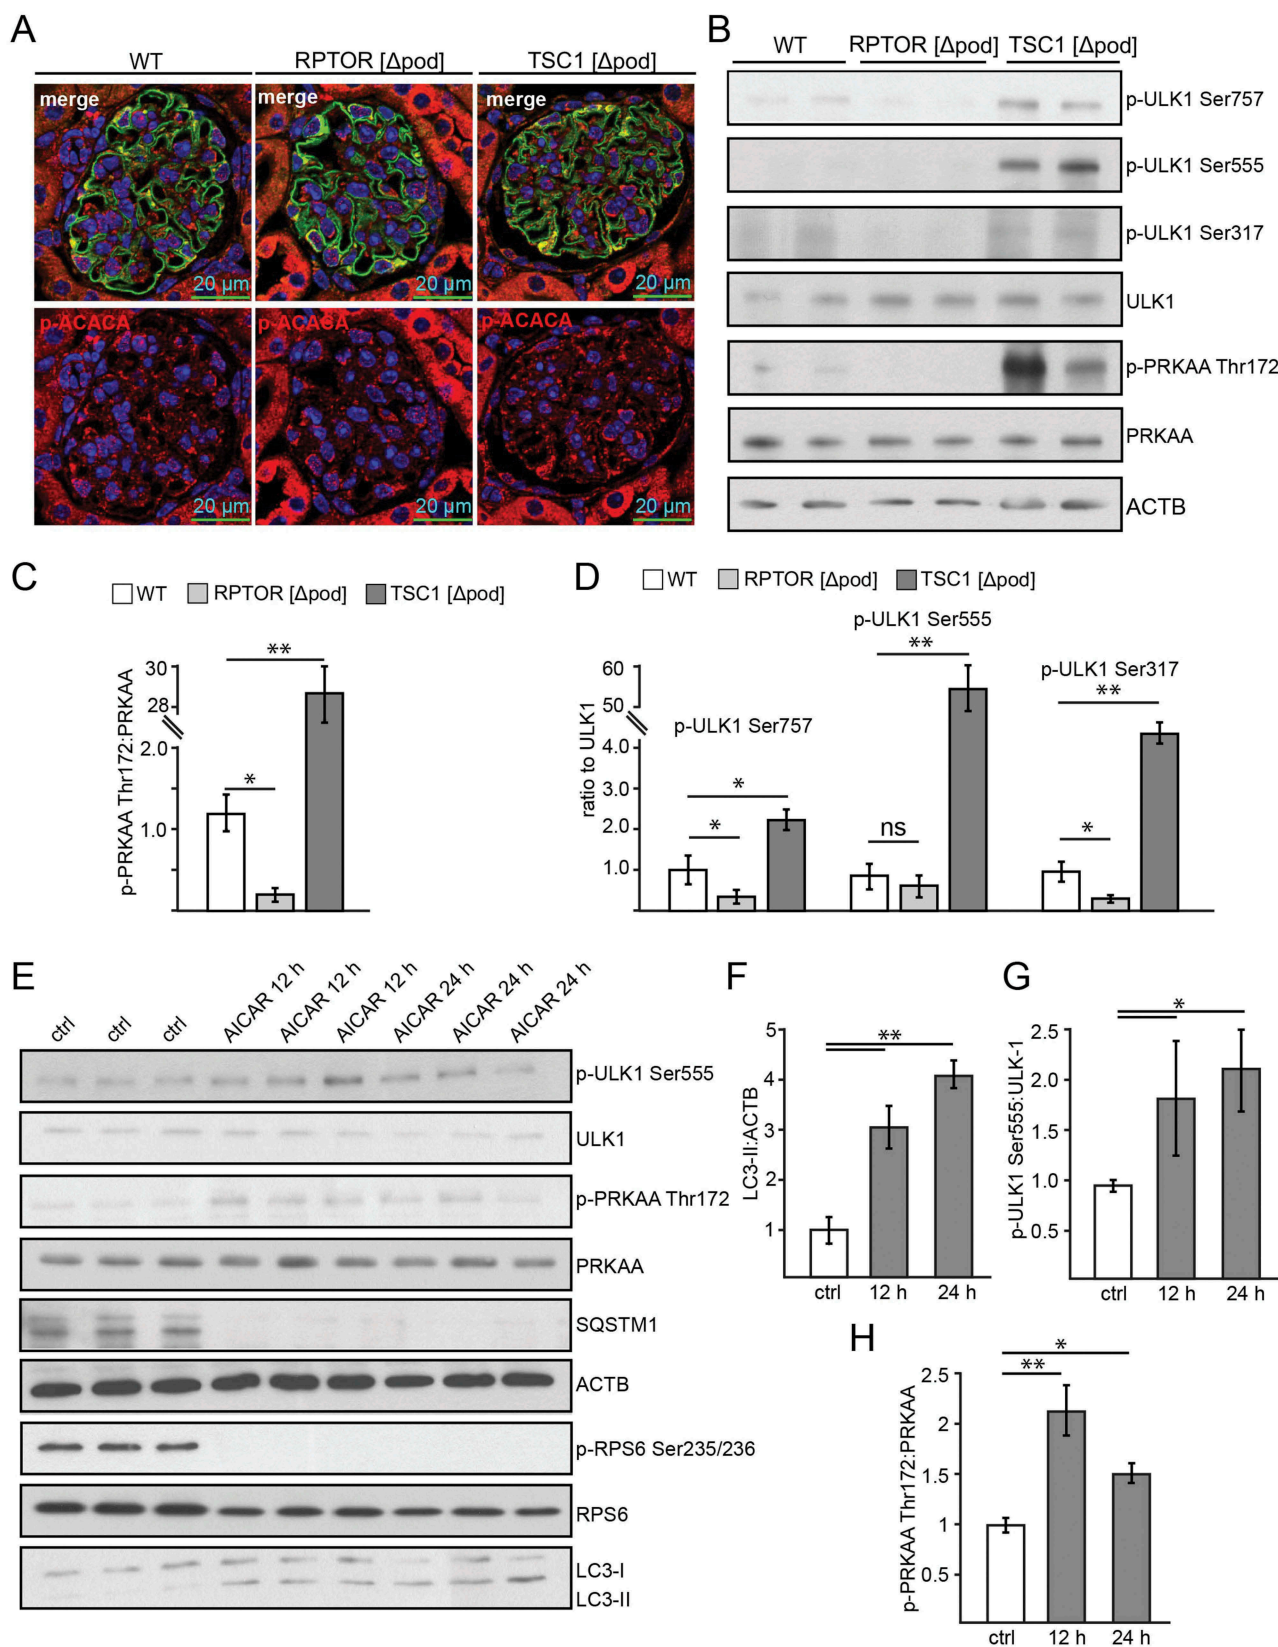 A
WT
RPTOR [Δpod]
TSC1 [Δpod]
merge
merge
merge
20 µm
20 µm
20 µm
p-ACACA
p-ACACA
p-ACACA
20 µm
20 µm
20 µm
B
WT
RPTOR [Δpod]
TSC1 [Δpod]
p-ULK1 Ser757
p-ULK1 Ser555
p-ULK1 Ser317
ULK1
p-PRKAA Thr172
PRKAA
ACTB
C
WT
RPTOR [Δpod]
TSC1 [Δpod]
p-PRKAA Thr172:PRKAA
30
28
2.0
1.0
**
*
D
WT
RPTOR [Δpod]
TSC1 [Δpod]
ratio to ULK1
60
50
4.0
3.0
2.0
1.0
p-ULK1 Ser757
*
*
p-ULK1 Ser555
**
ns
p-ULK1 Ser317
**
*
E
ctrl
ctrl
ctrl
AICAR 12 h
AICAR 12 h
AICAR 12 h
AICAR 24 h
AICAR 24 h
AICAR 24 h
p-ULK1 Ser555
ULK1
p-PRKAA Thr172
PRKAA
SQSTM1
ACTB
p-RPS6 Ser235/236
RPS6
LC3-I
LC3-II
F
LC3-II:ACTB
5
4
3
2
1
**
ctrl
12 h
24 h
G
p-ULK1 Ser555:ULK-1
2.5
2.0
1.5
1.0
0.5
*
ctrl
12 h
24 h
H
p-PRKAA Thr172:PRKAA
2.5
2
1.5
1
0.5
*
**
ctrl
12 h
24 h